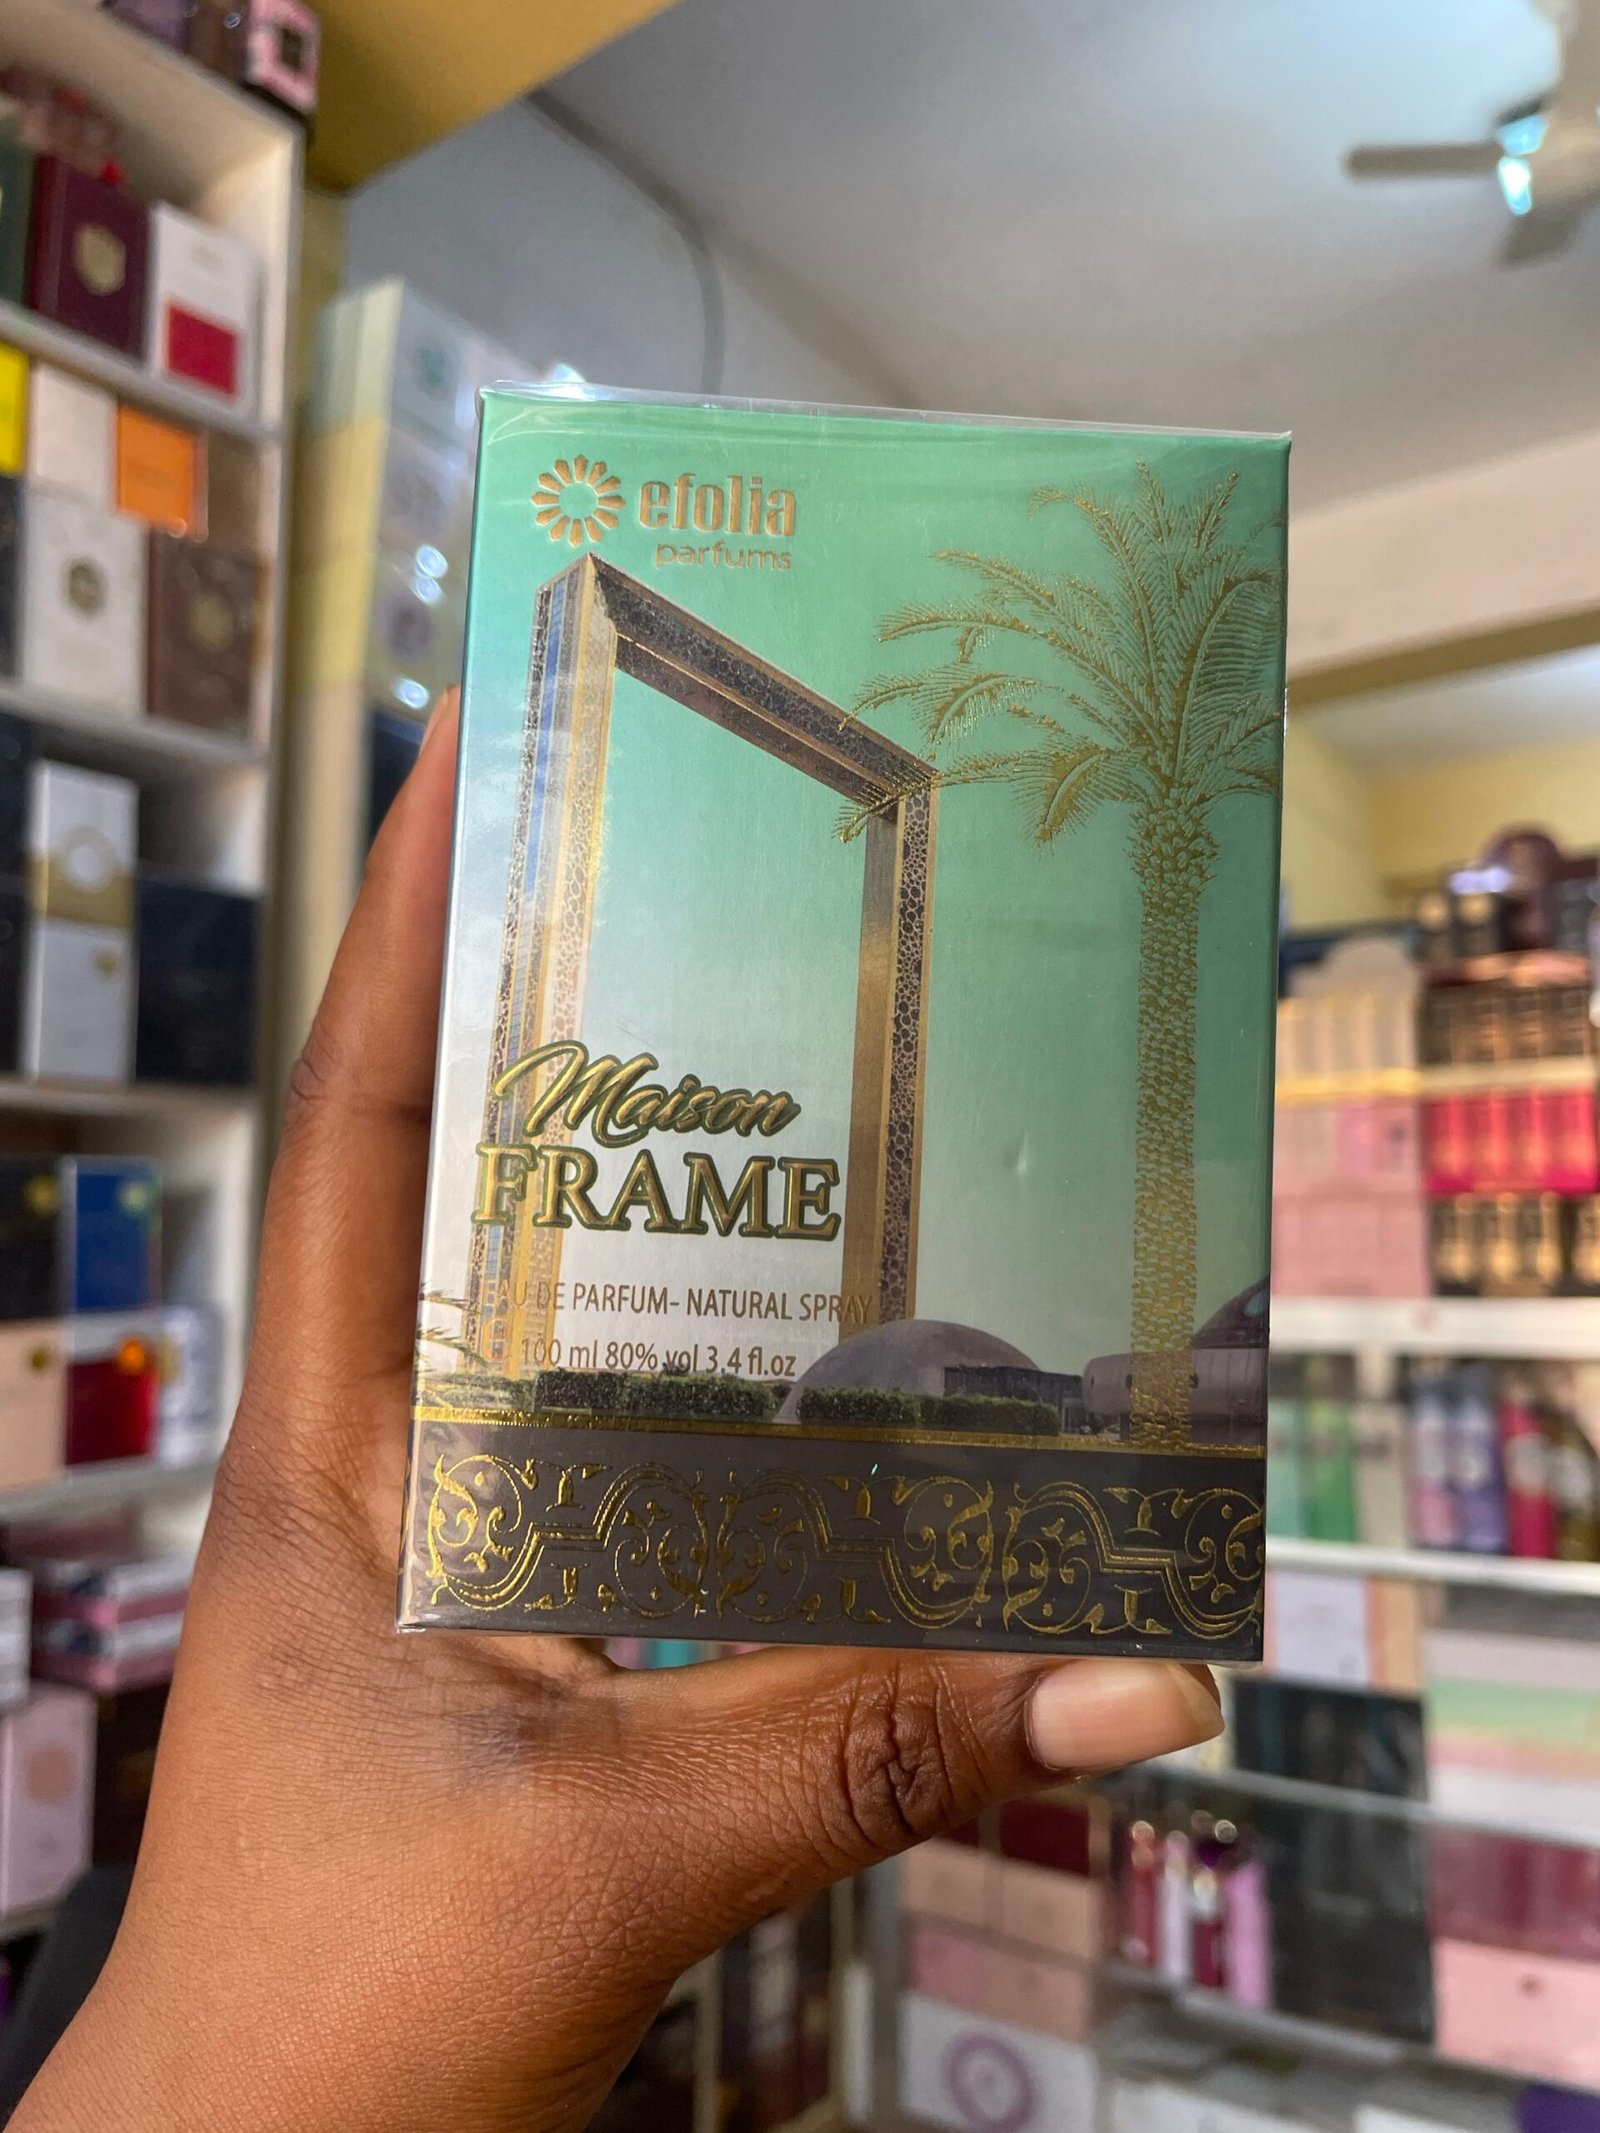 efolia
parfums
Maison
FRAME
EAU DE PARFUM- NATURAL SPRAY
100 ml 80% vol 3.4 fl.oz